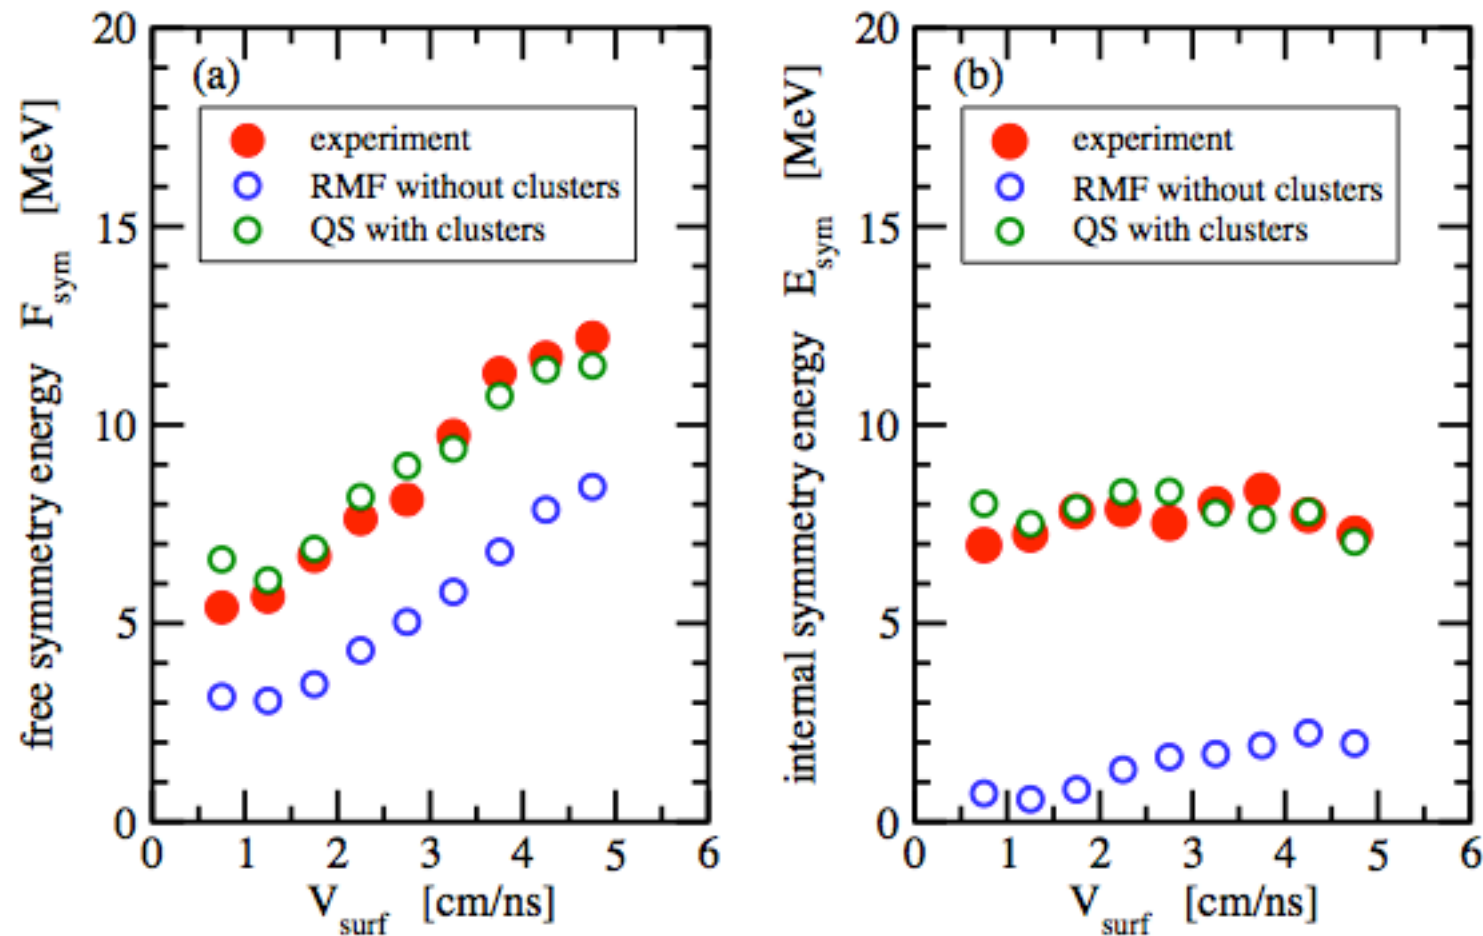 (a)
experiment
RMF without clusters
QS with clusters
free symmetry energy F_sym [MeV]
20
15
10
5
0
0 1 2 3 4 5 6
V_surf [cm/ns]
(b)
experiment
RMF without clusters
QS with clusters
internal symmetry energy E_sym [MeV]
20
15
10
5
0
0 1 2 3 4 5 6
V_surf [cm/ns]